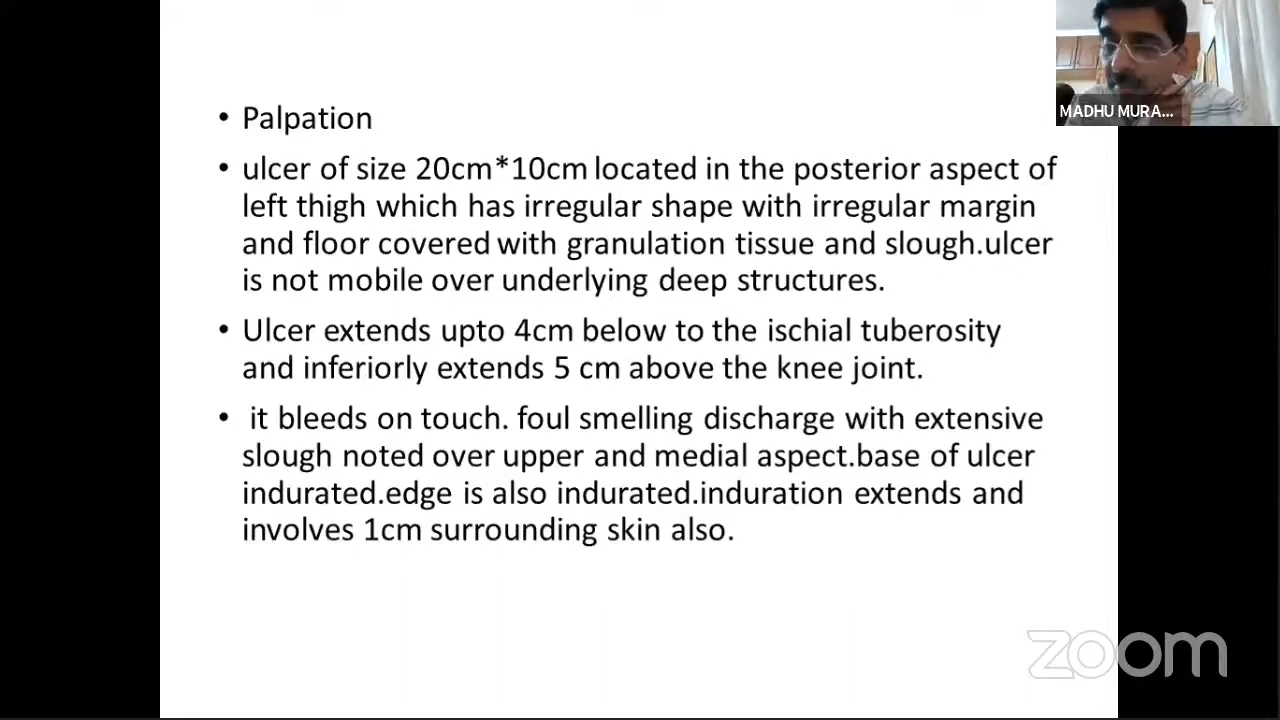 MADHU MURA...
• Palpation
• ulcer of size 20cm*10cm located in the posterior aspect of
left thigh which has irregular shape with irregular margin
and floor covered with granulation tissue and slough.ulcer
is not mobile over underlying deep structures.
• Ulcer extends upto 4cm below to the ischial tuberosity
and inferiorly extends 5 cm above the knee joint.
• it bleeds on touch. foul smelling discharge with extensive
slough noted over upper and medial aspect.base of ulcer
indurated.edge is also indurated.induration extends and
involves 1cm surrounding skin also.
zoom